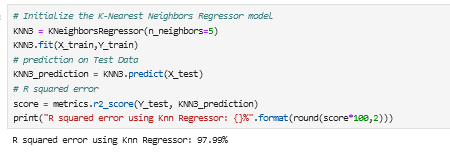 # Initialize the K-Nearest Neighbors Regressor model
KNN3 = KNeighborsRegressor(n_neighbors=5)
KNN3.fit(X_train,Y_train)
# prediction on Test Data
KNN3_prediction = KNN3.predict(X_test)
# R squared error
score = metrics.r2_score(Y_test, KNN3_prediction)
print("R squared error using Knn Regressor: {}%".format(round(score*100,2)))
R squared error using Knn Regressor: 97.99%